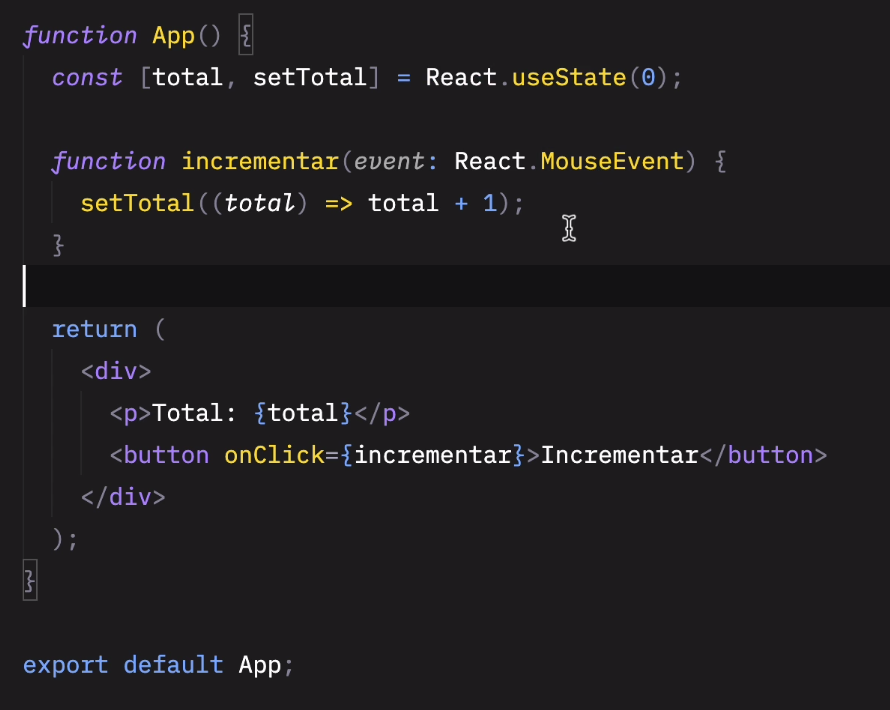 function App() {
const [total, setTotal] = React.useState(0);
function incrementar(event: React.MouseEvent) {
setTotal((total) => total + 1);
}
return (
<div>
<p>Total: {total}</p>
<button onClick={incrementar}>Incrementar</button>
</div>
);
}
export default App;